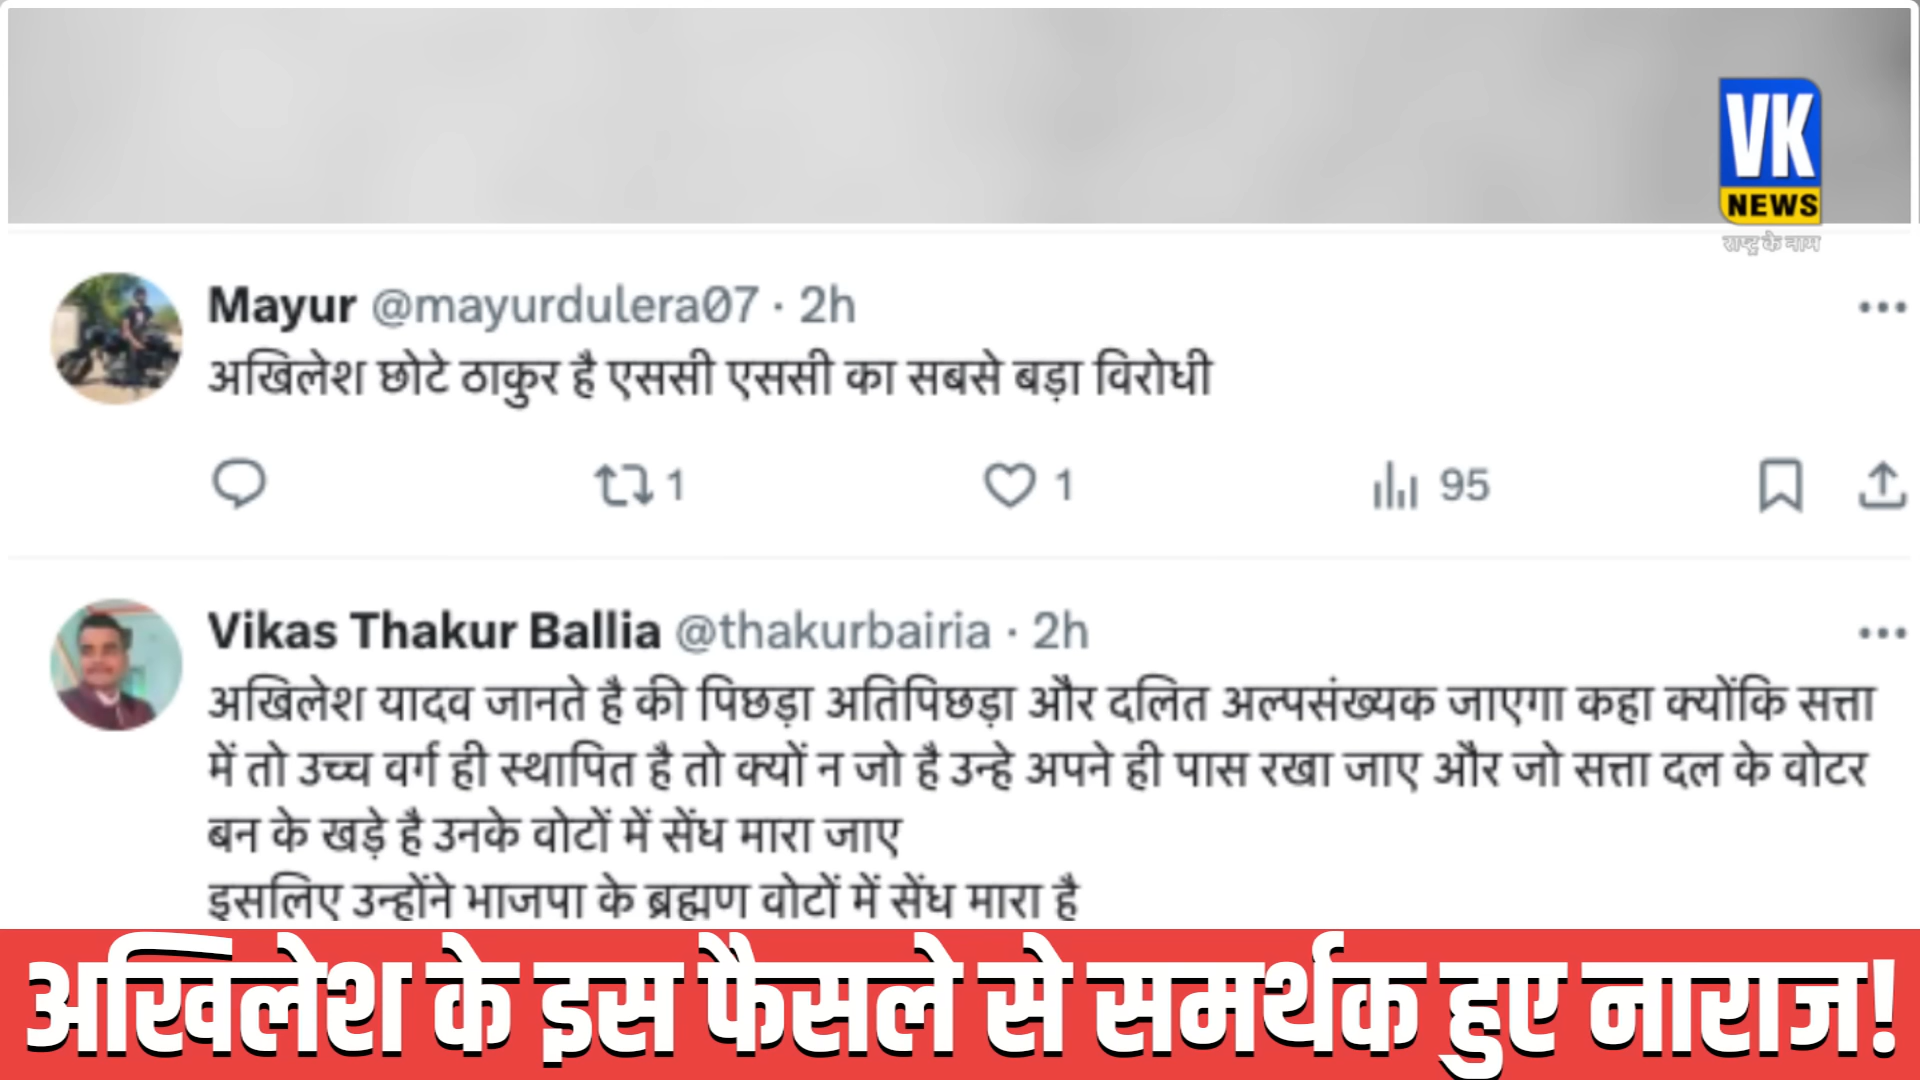 VK
NEWS
राष्ट्र के नाम
Mayur @mayurdulera07 · 2h
अखिलेश छोटे ठाकुर है एससी एससी का सबसे बड़ा विरोधी
1 1 95
Vikas Thakur Ballia @thakurbairia · 2h
अखिलेश यादव जानते है की पिछड़ा अतिपिछड़ा और दलित अल्पसंख्यक जाएगा कहा क्योंकि सत्ता
में तो उच्च वर्ग ही स्थापित है तो क्यों न जो है उन्हे अपने ही पास रखा जाए और जो सत्ता दल के वोटर
बन के खड़े है उनके वोटों में सेंध मारा जाए
इसलिए उन्होंने भाजपा के ब्रह्मण वोटों में सेंध मारा है
अखिलेश के इस फैसले से समर्थक हुए नाराज!